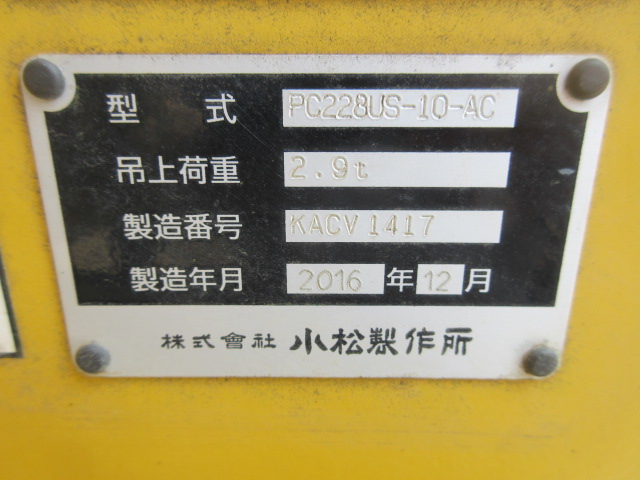 型 式 PC228US-10-AC
吊上荷重 2.9t
製造番号 KACV1417
製造年月 2016 年 12 月
株式會社 小松製作所